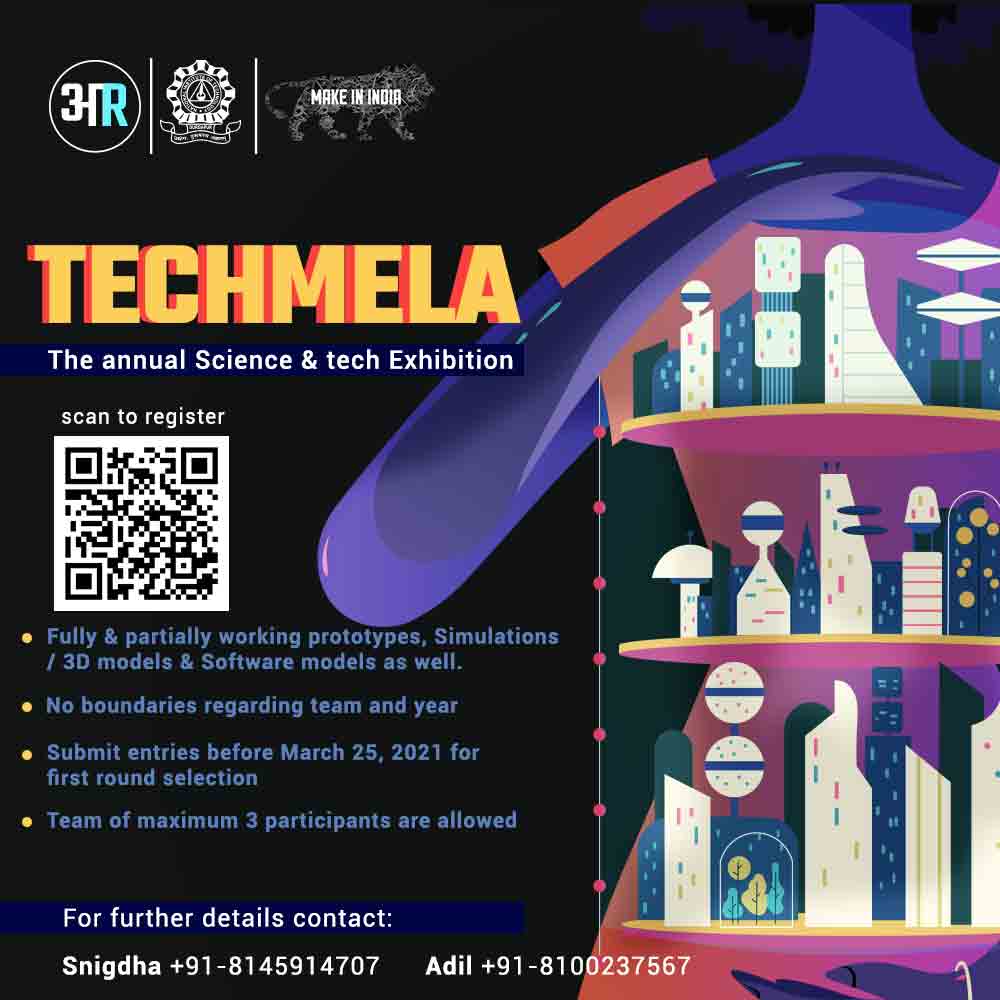 आR
MAKE IN INDIA
TECHMELA
The annual Science & tech Exhibition
scan to register
Fully & partially working prototypes, Simulations
/ 3D models & Software models as well.
No boundaries regarding team and year
Submit entries before March 25, 2021 for
first round selection
Team of maximum 3 participants are allowed
For further details contact:
Snigdha +91-8145914707 Adil +91-8100237567